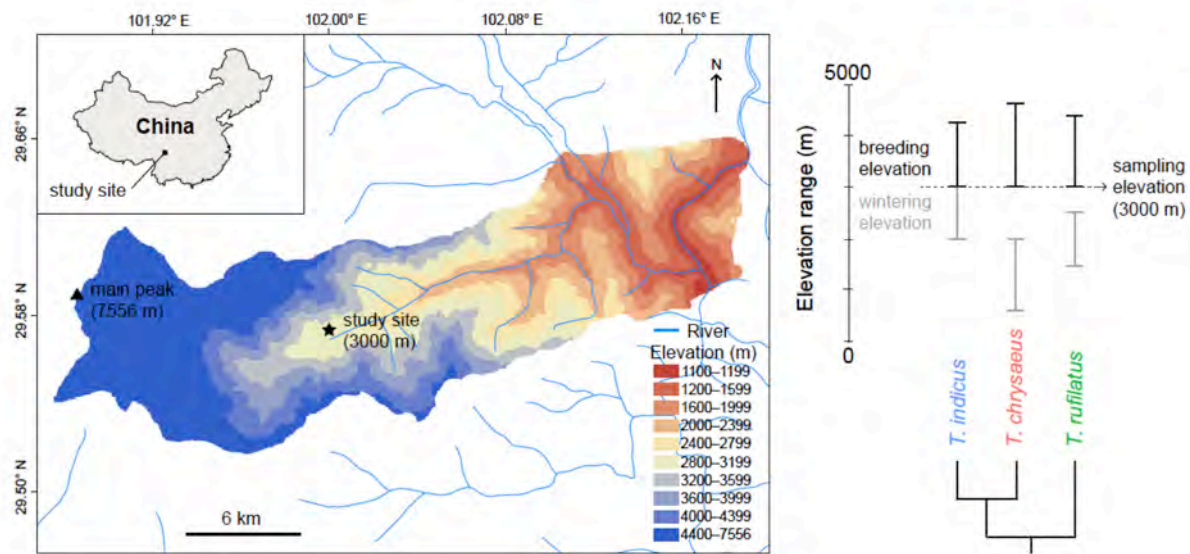 101.92° E
102.00° E
102.08° E
102.16° E
29.66° N
29.58° N
29.50° N
China
study site
N
main peak
(7556 m)
study site
(3000 m)
6 km
River
Elevation (m)
1100–1199
1200–1599
1600–1999
2000–2399
2400–2799
2800–3199
3200–3599
3600–3999
4000–4399
4400–7556
5000
Elevation range (m)
0
breeding
elevation
wintering
elevation
sampling
elevation
(3000 m)
T. indicus
T. chrysaeus
T. rufilatus